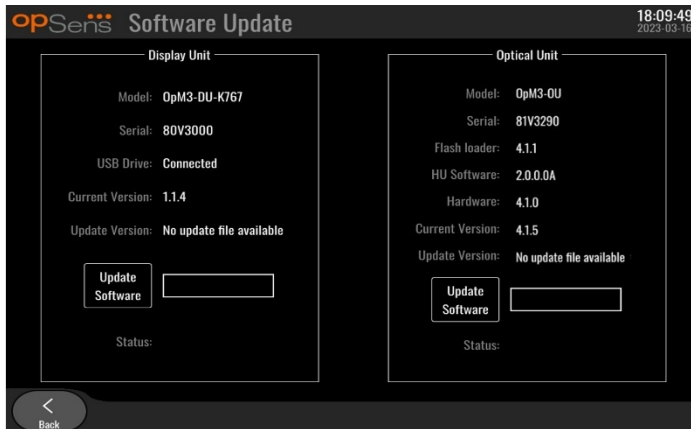 opSens Software Update
18:09:49
2023-03-16
Display Unit
Model: OpM3-DU-K767
Serial: 80V3000
USB Drive: Connected
Current Version: 1.1.4
Update Version: No update file available
Update
Software
Status:
Optical Unit
Model: OpM3-OU
Serial: 81V3290
Flash loader: 4.1.1
HU Software: 2.0.0.0A
Hardware: 4.1.0
Current Version: 4.1.5
Update Version: No update file available
Update
Software
Status:
Back